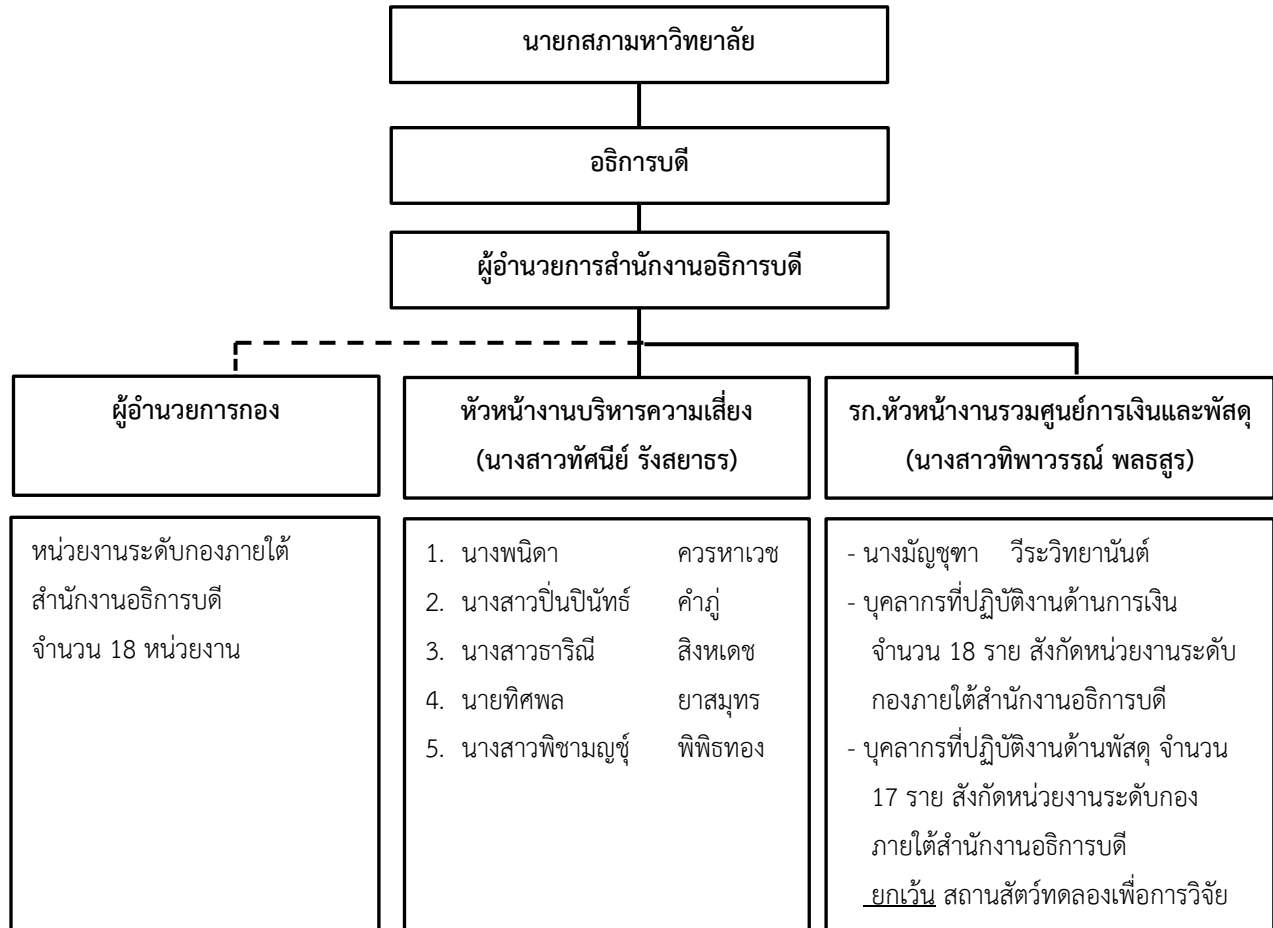 นายกสภามหาวิทยาลัย
อธิการบดี
ผู้อำนวยการสำนักงานอธิการบดี
ผู้อำนวยการกอง
หน่วยงานระดับกองภายใต้
สำนักงานอธิการบดี
จำนวน 18 หน่วยงาน
หัวหน้างานบริหารความเสี่ยง
(นางสาวทัศนีย์ รังสยาธร)
1. นางพนิดา ควรหาเวช
2. นางสาวปิ่นปินัทธ์ คำภู่
3. นางสาวธาริณี สิงหเดช
4. นายทิศพล ยาสมุทร
5. นางสาวพิชามญชุ์ พิพิธทอง
รก.หัวหน้างานรวมศูนย์การเงินและพัสดุ
(นางสาวทิพาวรรณ์ พลธสูร)
- นางมัญชุฑา วีระวิทยานันต์
- บุคลากรที่ปฏิบัติงานด้านการเงิน
จำนวน 18 ราย สังกัดหน่วยงานระดับ
กองภายใต้สำนักงานอธิการบดี
- บุคลากรที่ปฏิบัติงานด้านพัสดุ จำนวน
17 ราย สังกัดหน่วยงานระดับกอง
ภายใต้สำนักงานอธิการบดี
ยกเว้น สถานสัตว์ทดลองเพื่อการวิจัย